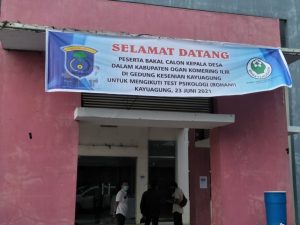 SELAMAT DATANG
PESERTA BAKAL CALON KEPALA DESA
DALAM KABUPATEN OGAN KOMERING ILIR
DI GEDUNG KESENIAN KAYUAGUNG
UNTUK MENGIKUTI TEST PSIKOLOGI (ROHANI)
KAYUAGUNG, 23 JUNI 2021